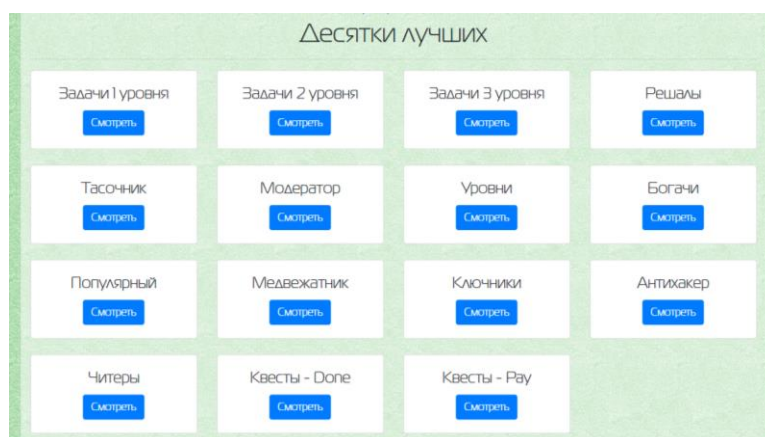 Десятки лучших
Задачи 1 уровня
Смотреть
Задачи 2 уровня
Смотреть
Задачи 3 уровня
Смотреть
Решалы
Смотреть
Тасочник
Смотреть
Модератор
Смотреть
Уровни
Смотреть
Богачи
Смотреть
Популярный
Смотреть
Медвежатник
Смотреть
Ключники
Смотреть
Антихакер
Смотреть
Читеры
Смотреть
Квесты - Done
Смотреть
Квесты - Pay
Смотреть